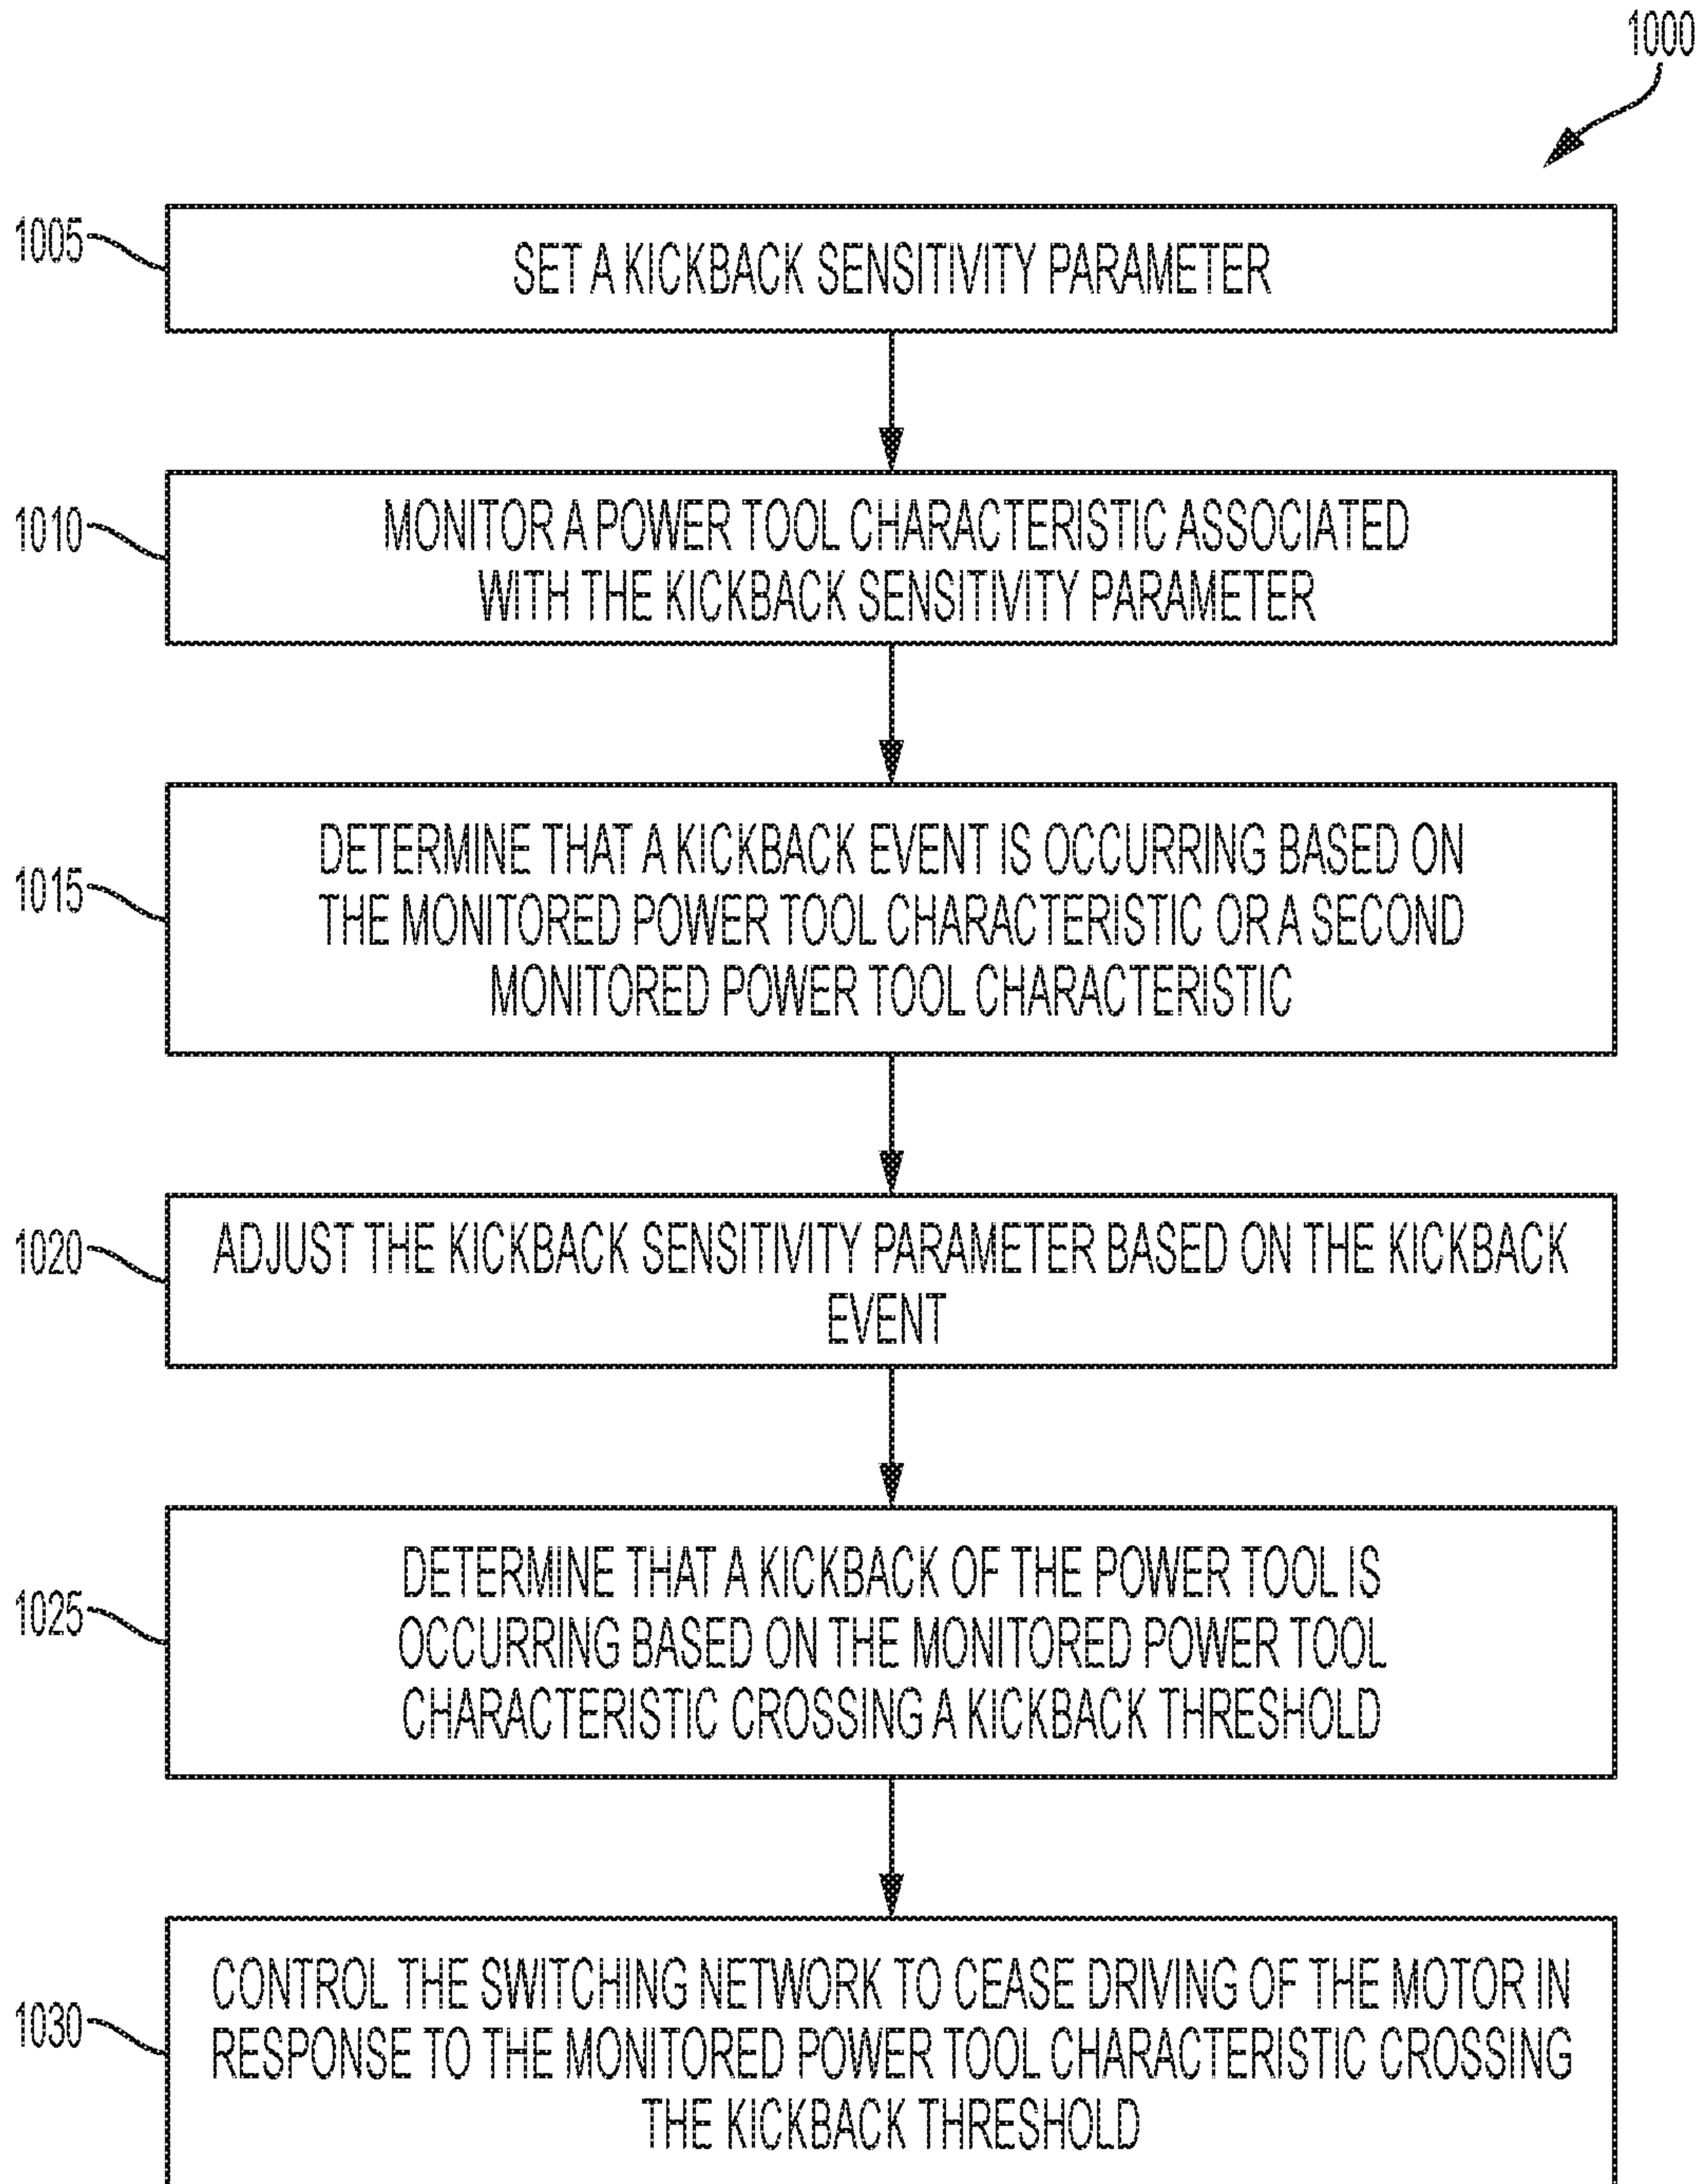 1000
1005
SET A KICKBACK SENSITIVITY PARAMETER
1010
MONITOR A POWER TOOL CHARACTERISTIC ASSOCIATED
WITH THE KICKBACK SENSITIVITY PARAMETER
1015
DETERMINE THAT A KICKBACK EVENT IS OCCURRING BASED ON
THE MONITORED POWER TOOL CHARACTERISTIC OR A SECOND
MONITORED POWER TOOL CHARACTERISTIC
1020
ADJUST THE KICKBACK SENSITIVITY PARAMETER BASED ON THE KICKBACK
EVENT
1025
DETERMINE THAT A KICKBACK OF THE POWER TOOL IS
OCCURRING BASED ON THE MONITORED POWER TOOL
CHARACTERISTIC CROSSING A KICKBACK THRESHOLD
1030
CONTROL THE SWITCHING NETWORK TO CEASE DRIVING OF THE MOTOR IN
RESPONSE TO THE MONITORED POWER TOOL CHARACTERISTIC CROSSING
THE KICKBACK THRESHOLD